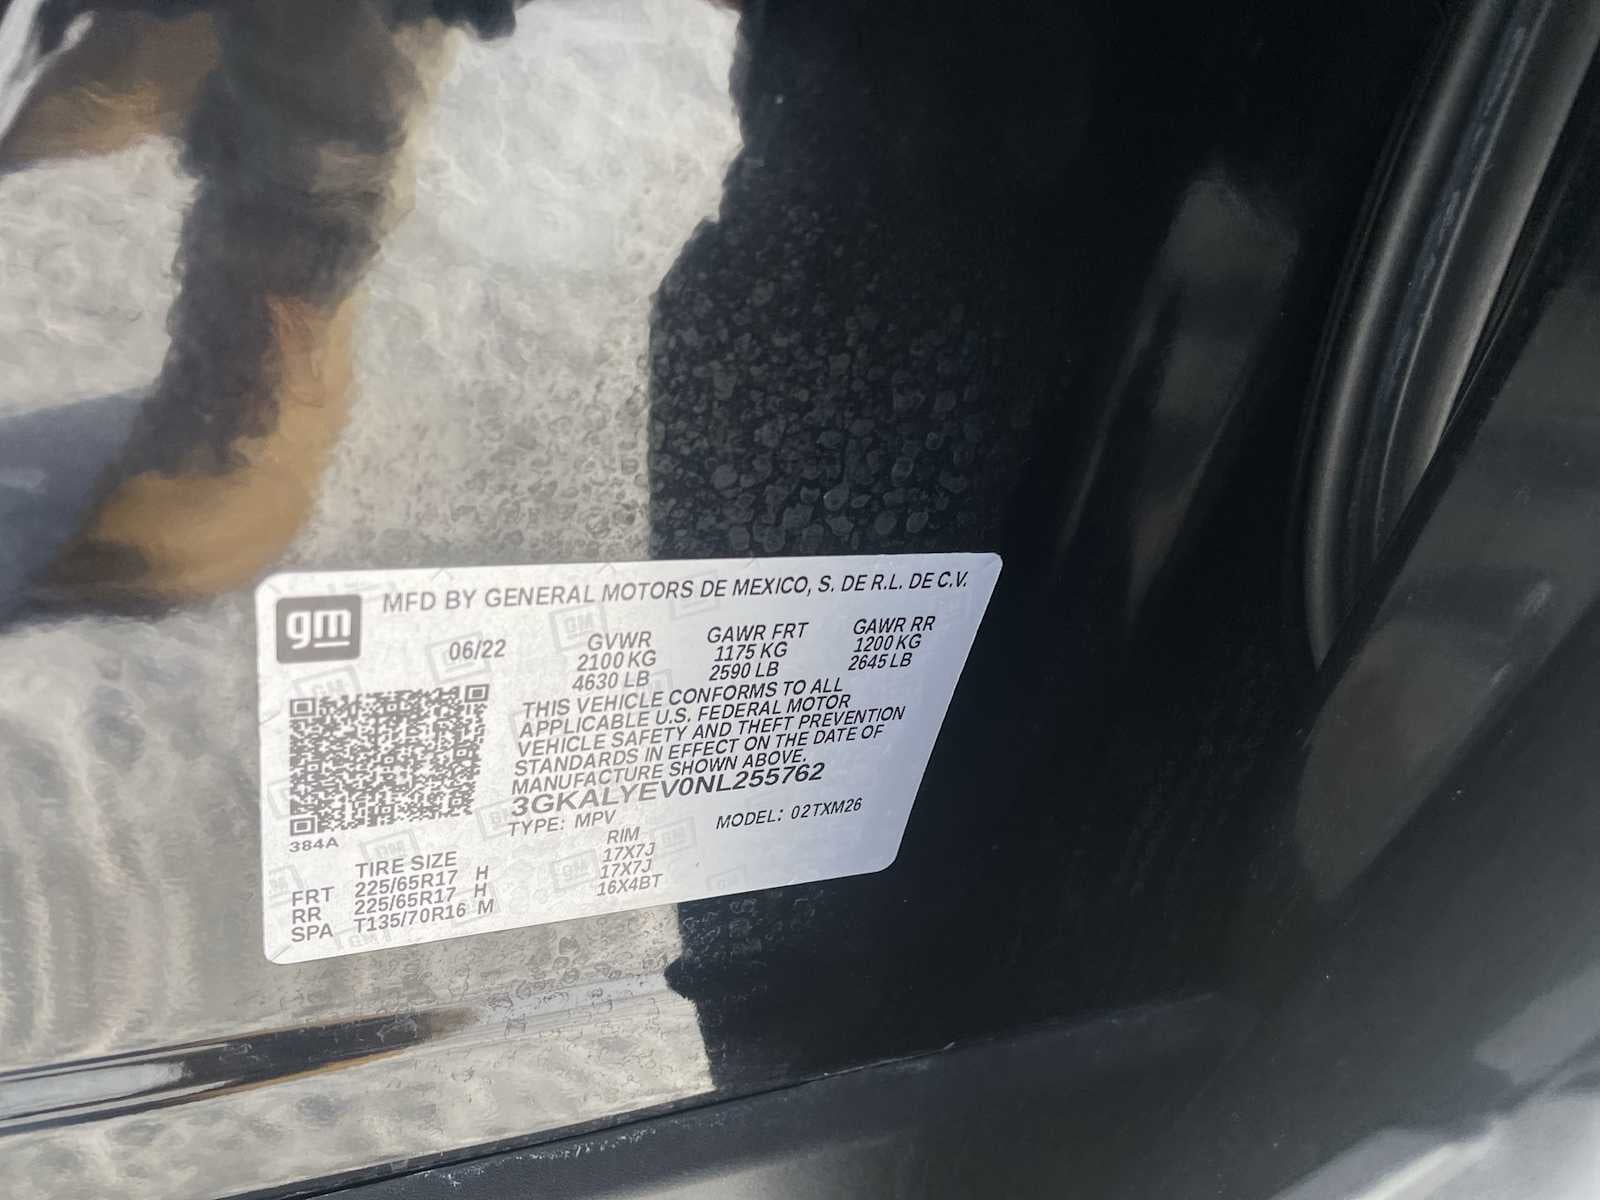 gm MFD BY GENERAL MOTORS DE MEXICO, S. DE R.L. DE C.V.
06/22 GVWR GAWR FRT GAWR RR
2100 KG 1175 KG 1200 KG
4630 LB 2590 LB 2645 LB
THIS VEHICLE CONFORMS TO ALL
APPLICABLE U.S. FEDERAL MOTOR
VEHICLE SAFETY AND THEFT PREVENTION
STANDARDS IN EFFECT ON THE DATE OF
MANUFACTURE SHOWN ABOVE.
3GKALYEV0NL255762
TYPE: MPV MODEL: 02TXM26
384A
TIRE SIZE RIM
FRT 225/65R17 H 17X7J
RR 225/65R17 H 17X7J
SPA T135/70R16 M 16X4BT